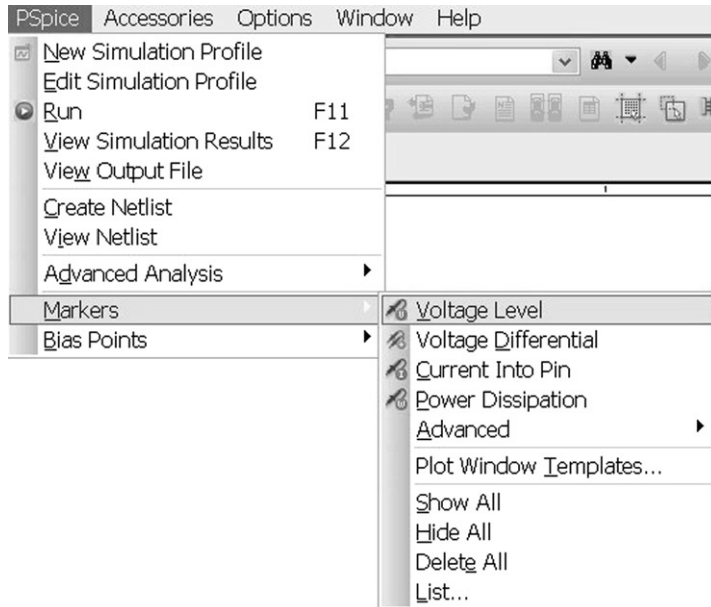 PSpice Accessories Options Window Help
New Simulation Profile
Edit Simulation Profile
Run F11
View Simulation Results F12
View Output File
Create Netlist
View Netlist
Advanced Analysis
Markers
Bias Points
Voltage Level
Voltage Differential
Current Into Pin
Power Dissipation
Advanced
Plot Window Templates...
Show All
Hide All
Delete All
List...